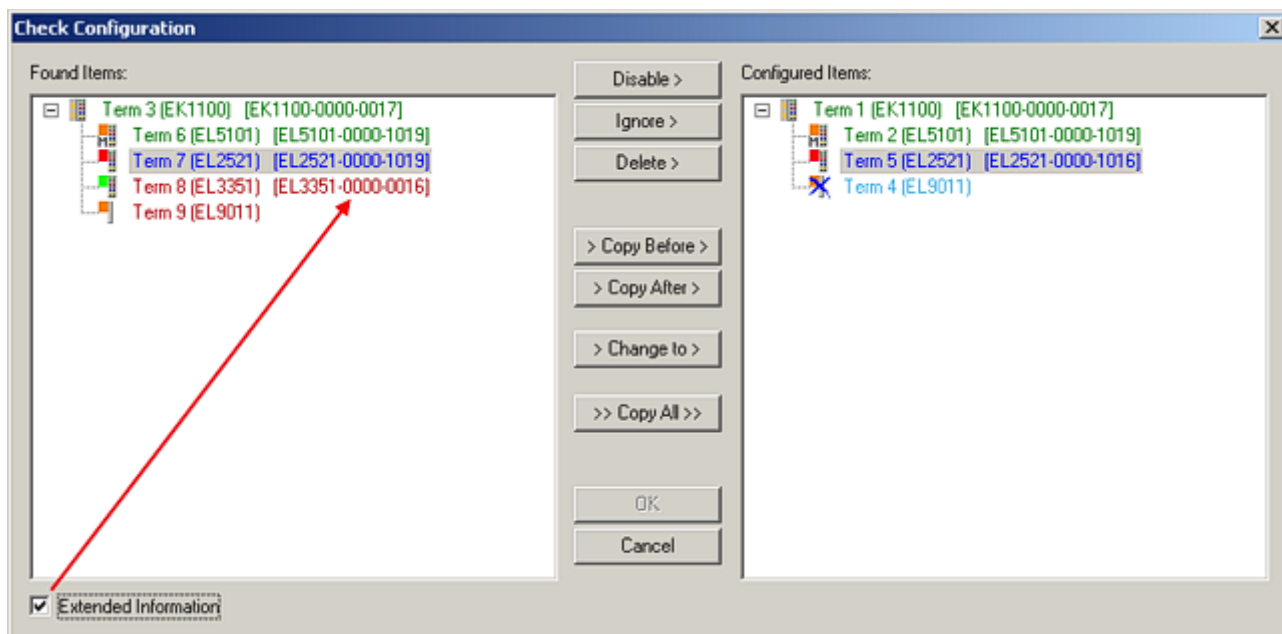 Check Configuration
Found Items:
Term 3 (EK1100) [EK1100-0000-0017]
Term 6 (EL5101) [EL5101-0000-1019]
Term 7 (EL2521) [EL2521-0000-1019]
Term 8 (EL3351) [EL3351-0000-0016]
Term 9 (EL9011)
Disable >
Ignore >
Delete >
> Copy Before >
> Copy After >
> Change to >
>> Copy All >>
OK
Cancel
Configured Items:
Term 1 (EK1100) [EK1100-0000-0017]
Term 2 (EL5101) [EL5101-0000-1019]
Term 5 (EL2521) [EL2521-0000-1016]
Term 4 (EL9011)
Extended Information